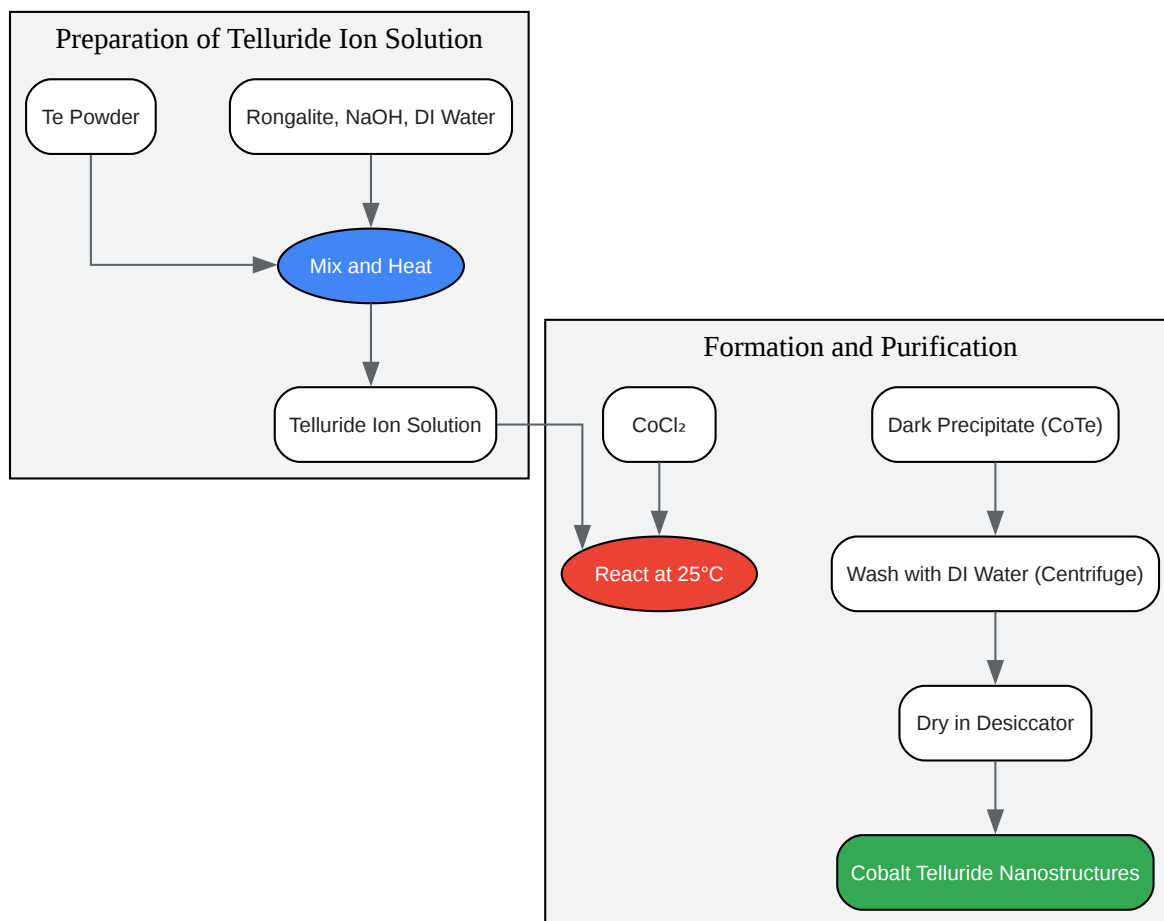 Preparation of Telluride Ion Solution
Te Powder
Rongalite, NaOH, DI Water
Mix and Heat
Telluride Ion Solution
Formation and Purification
CoCl₂
Dark Precipitate (CoTe)
React at 25°C
Wash with DI Water (Centrifuge)
Dry in Desiccator
Cobalt Telluride Nanostructures